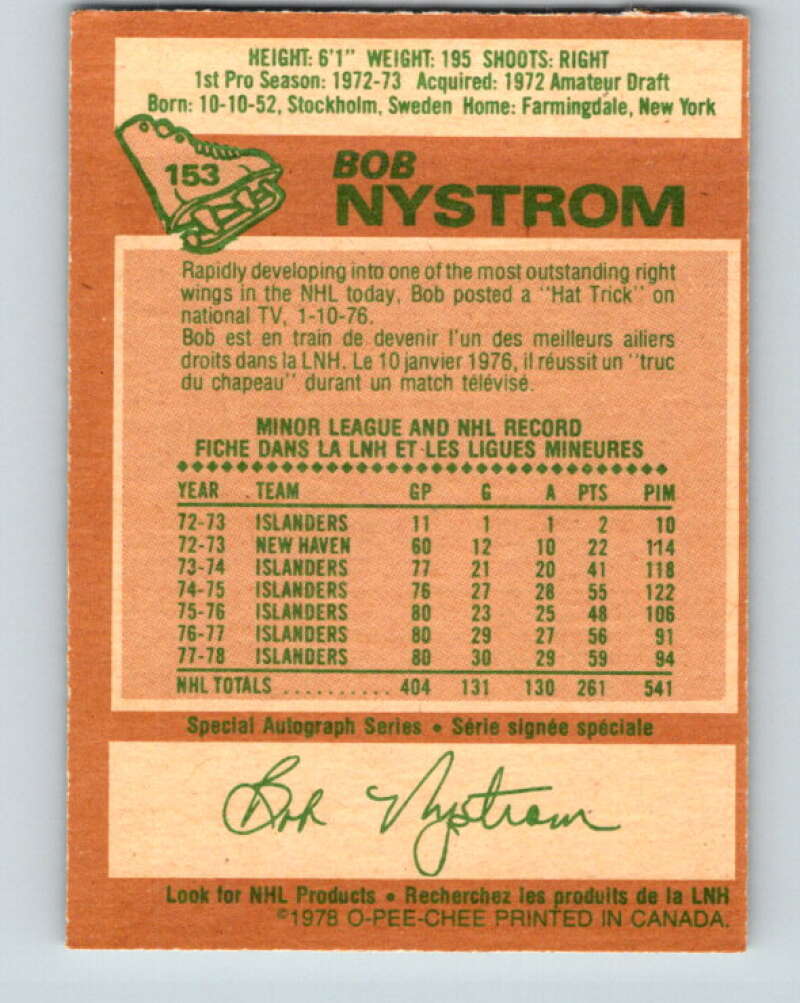 HEIGHT: 6'1" WEIGHT: 195 SHOOTS: RIGHT
1st Pro Season: 1972-73 Acquired: 1972 Amateur Draft
Born: 10-10-52, Stockholm, Sweden Home: Farmingdale, New York
153
BOB
NYSTROM
Rapidly developing into one of the most outstanding right
wings in the NHL today, Bob posted a "Hat Trick" on
national TV, 1-10-76.
Bob est en train de devenir l'un des meilleurs ailiers
droits dans la LNH. Le 10 janvier 1976, il réussit un "truc
du chapeau" durant un match télévisé.
MINOR LEAGUE AND NHL RECORD
FICHE DANS LA LNH ET LES LIGUES MINEURES
YEAR TEAM GP G A PTS PIM
72-73 ISLANDERS 11 1 1 2 10
72-73 NEW HAVEN 60 12 10 22 114
73-74 ISLANDERS 77 21 20 41 118
74-75 ISLANDERS 76 27 28 55 122
75-76 ISLANDERS 80 23 25 48 106
76-77 ISLANDERS 80 29 27 56 91
77-78 ISLANDERS 80 30 29 59 94
NHL TOTALS .......... 404 131 130 261 541
Special Autograph Series • Série signée spéciale
Bob Nystrom
Look for NHL Products • Recherchez les produits de la LNH
©1978 O-PEE-CHEE PRINTED IN CANADA.